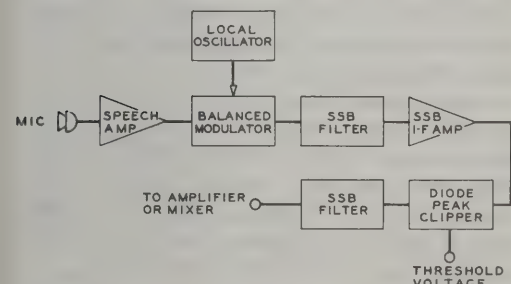 LOCAL
OSCILLATOR
MIC
SPEECH
AMP
BALANCED
MODULATOR
SSB
FILTER
SSB
I-F AMP
TO AMPLIFIER
OR MIXER
SSB
FILTER
DIODE
PEAK
CLIPPER
THRESHOLD
VOLTAGE